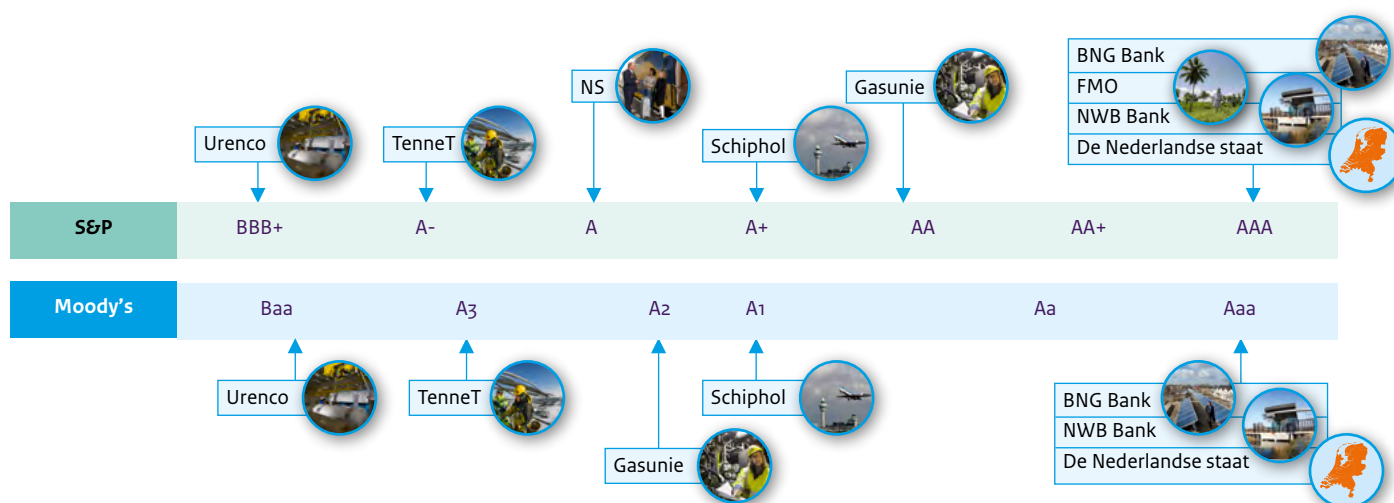 BNG Bank
NS
Gasunie
FMO
NWB Bank
Urenco
TenneT
Schiphol
De Nederlandse staat
S&P BBB+ A- A A+ AA AA+ AAA
Moody's Baa A3 A2 A1 Aa Aaa
Urenco
TenneT
Schiphol
BNG Bank
NWB Bank
Gasunie
De Nederlandse staat